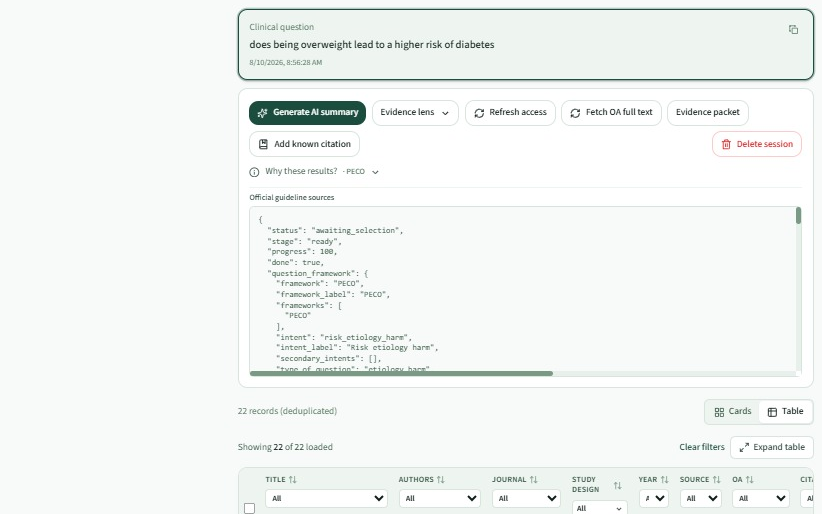 Clinical question
does being overweight lead to a higher risk of diabetes
8/10/2026, 8:56:28 AM
Generate AI summary
Evidence lens
Refresh access
Fetch OA full text
Evidence packet
Add known citation
Delete session
Why these results? · PECO
Official guideline sources
{
"status": "awaiting_selection",
"stage": "ready",
"progress": 100,
"done": true,
"question_framework": {
"framework": "PECO",
"framework_label": "PECO",
"frameworks": [
"PECO"
],
"intent": "risk_etiology_harm",
"intent_label": "Risk etiology harm",
"secondary_intents": [],
"type_of_question": "etiology_harm"
22 records (deduplicated)
Cards
Table
Showing 22 of 22 loaded
Clear filters
Expand table
TITLE
AUTHORS
JOURNAL
STUDY
DESIGN
YEAR
SOURCE
OA
All
All
All
All
All
All